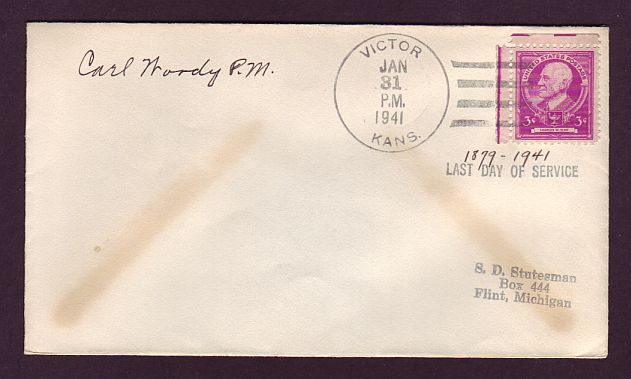 Carl Woody P.M.
VICTOR
JAN
31
P.M.
1941
KANS.
UNITED STATES POSTAGE
3¢ 3¢
1879 - 1941
LAST DAY OF SERVICE
S. D. Stutesman
Box 444
Flint, Michigan